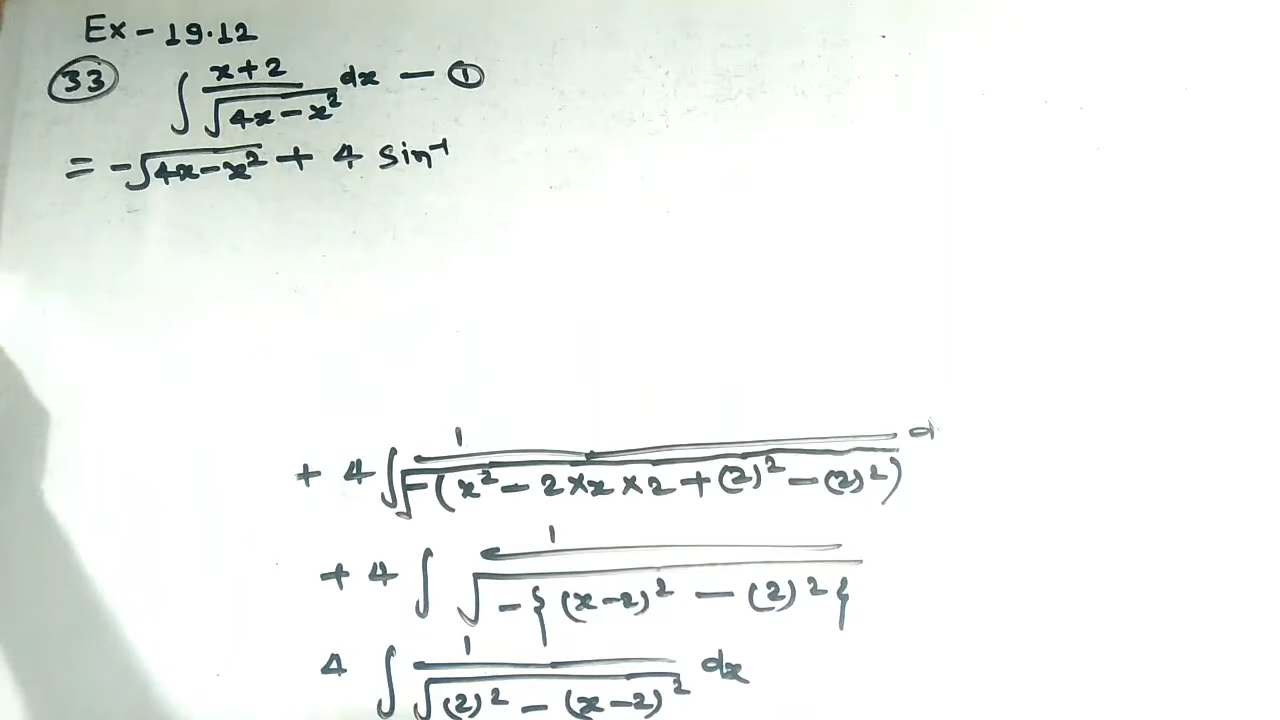 Ex - 19.12
33 ∫ x+2 / √4x-x² dx - ①
= -√4x-x² + 4 sin⁻¹
+ 4 ∫ 1 / √-(x² - 2×x×2 + (2)² - (2)²) d
+ 4 ∫ 1 / √-{(x-2)² - (2)²}
4 ∫ 1 / √(2)² - (x-2)² dx